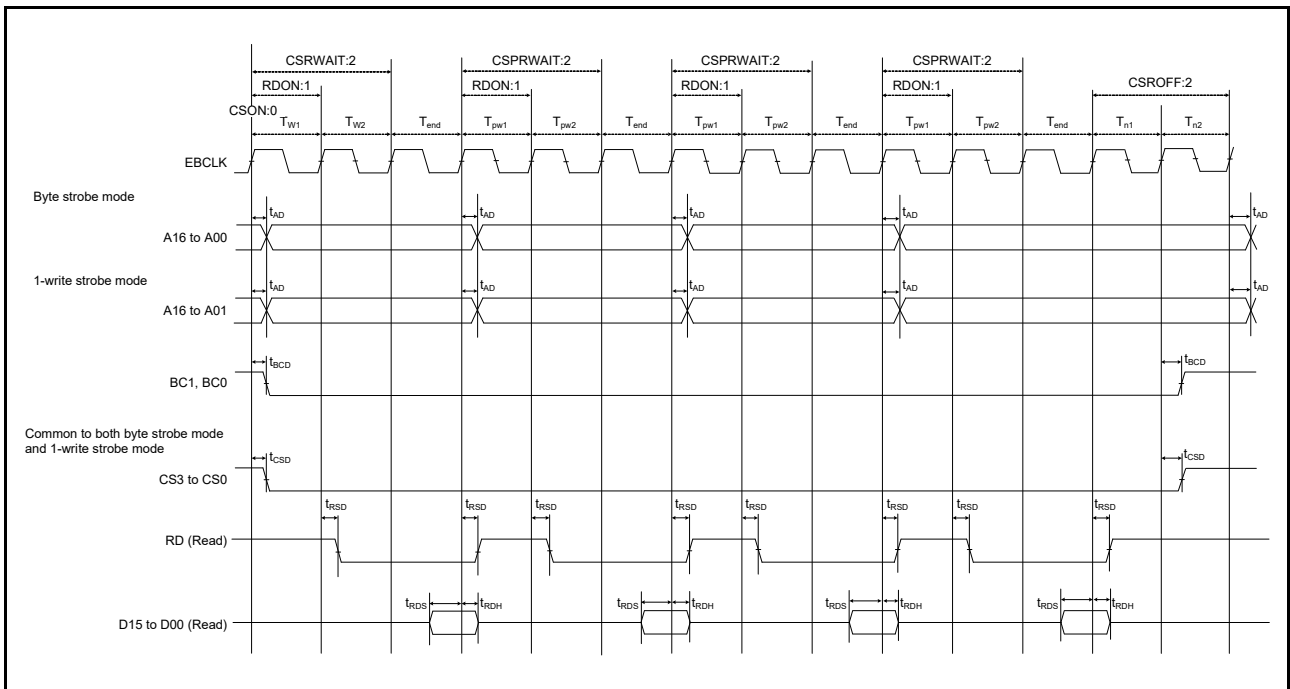 CSRWAIT:2 CSPRWAIT:2 CSPRWAIT:2 CSPRWAIT:2
RDON:1 RDON:1 RDON:1 RDON:1 CSROFF:2
CSON:0
TW1 TW2 Tend Tpw1 Tpw2 Tend Tpw1 Tpw2 Tend Tpw1 Tpw2 Tend Tn1 Tn2
EBCLK
Byte strobe mode
tAD tAD tAD tAD tAD
A16 to A00
1-write strobe mode
tAD tAD tAD tAD tAD
A16 to A01
tBCD tBCD
BC1, BC0
Common to both byte strobe mode
and 1-write strobe mode
tCSD tCSD
CS3 to CS0
tRSD tRSD tRSD tRSD tRSD tRSD tRSD tRSD
RD (Read)
tRDS tRDH tRDS tRDH tRDS tRDH tRDS tRDH
D15 to D00 (Read)